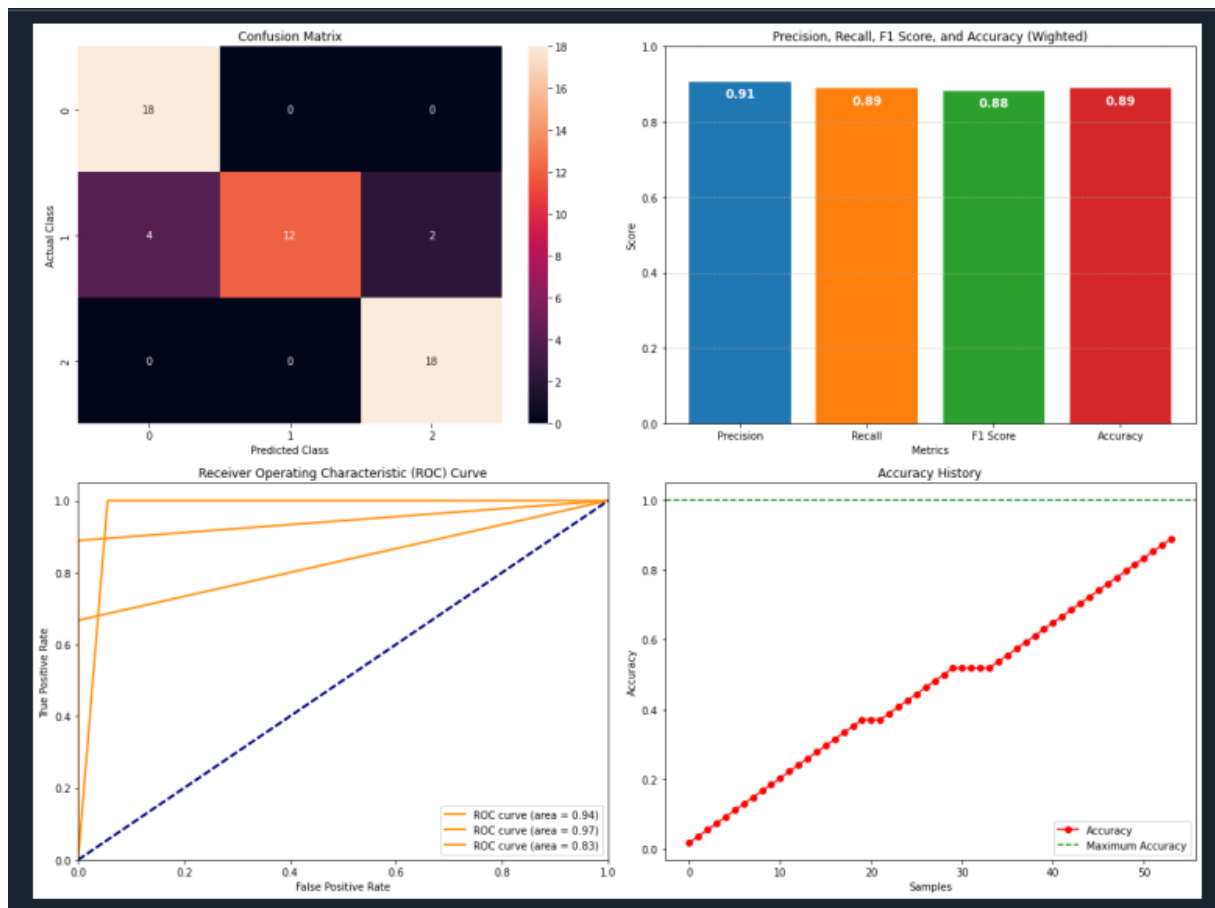 Confusion Matrix
Actual Class
0
1
2
18 0 0
4 12 2
0 0 18
0 1 2
Predicted Class
18
16
14
12
10
8
6
4
2
0
Precision, Recall, F1 Score, and Accuracy (Wighted)
Score
1.0
0.8
0.6
0.4
0.2
0.0
0.91 0.89 0.88 0.89
Precision Recall F1 Score Accuracy
Metrics
Receiver Operating Characteristic (ROC) Curve
True Positive Rate
1.0
0.8
0.6
0.4
0.2
0.0
ROC curve (area = 0.94)
ROC curve (area = 0.97)
ROC curve (area = 0.83)
0.0 0.2 0.4 0.6 0.8 1.0
False Positive Rate
Accuracy History
Accuracy
1.0
0.8
0.6
0.4
0.2
0.0
Accuracy
Maximum Accuracy
0 10 20 30 40 50
Samples